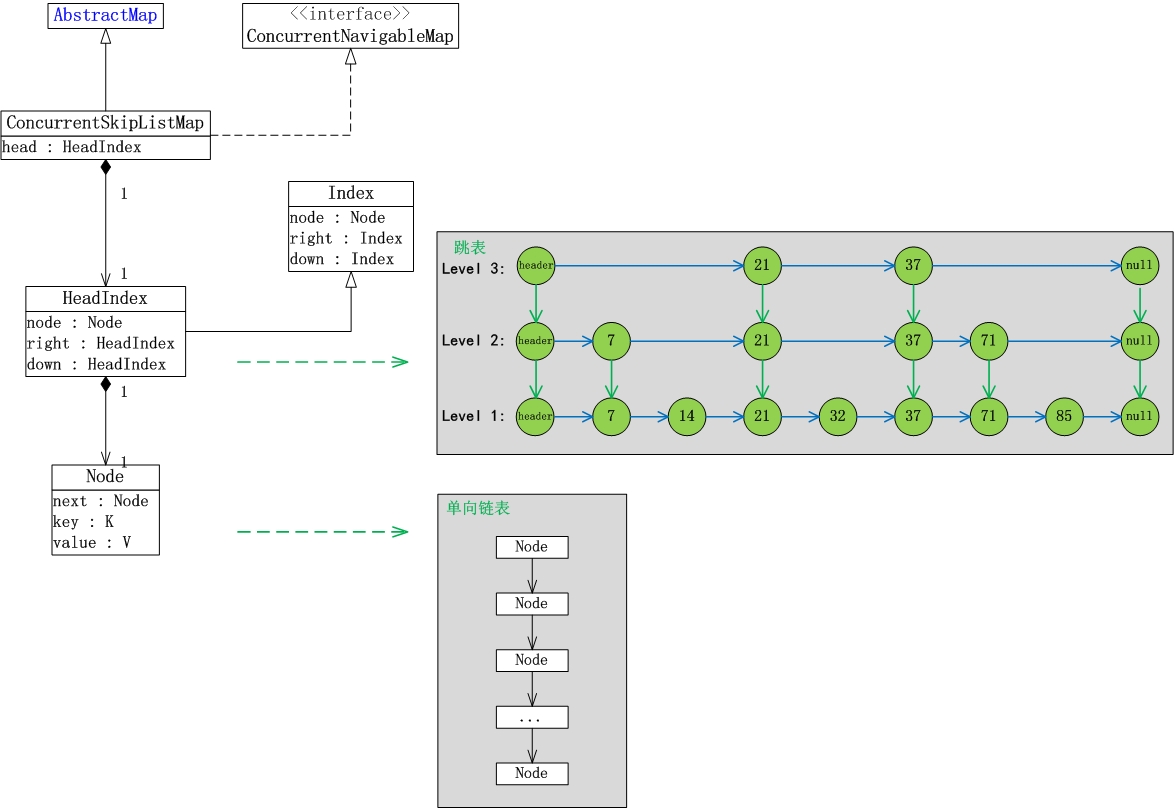 AbstractMap
<<interface>>
ConcurrentNavigableMap
ConcurrentSkipListMap
head : HeadIndex
1
1
Index
node : Node
right : Index
down : Index
HeadIndex
node : Node
right : HeadIndex
down : HeadIndex
1
1
Node
next : Node
key : K
value : V
跳表
Level 3: header 21 37 null
Level 2: header 7 21 37 71 null
Level 1: header 7 14 21 32 37 71 85 null
单向链表
Node
Node
Node
...
Node